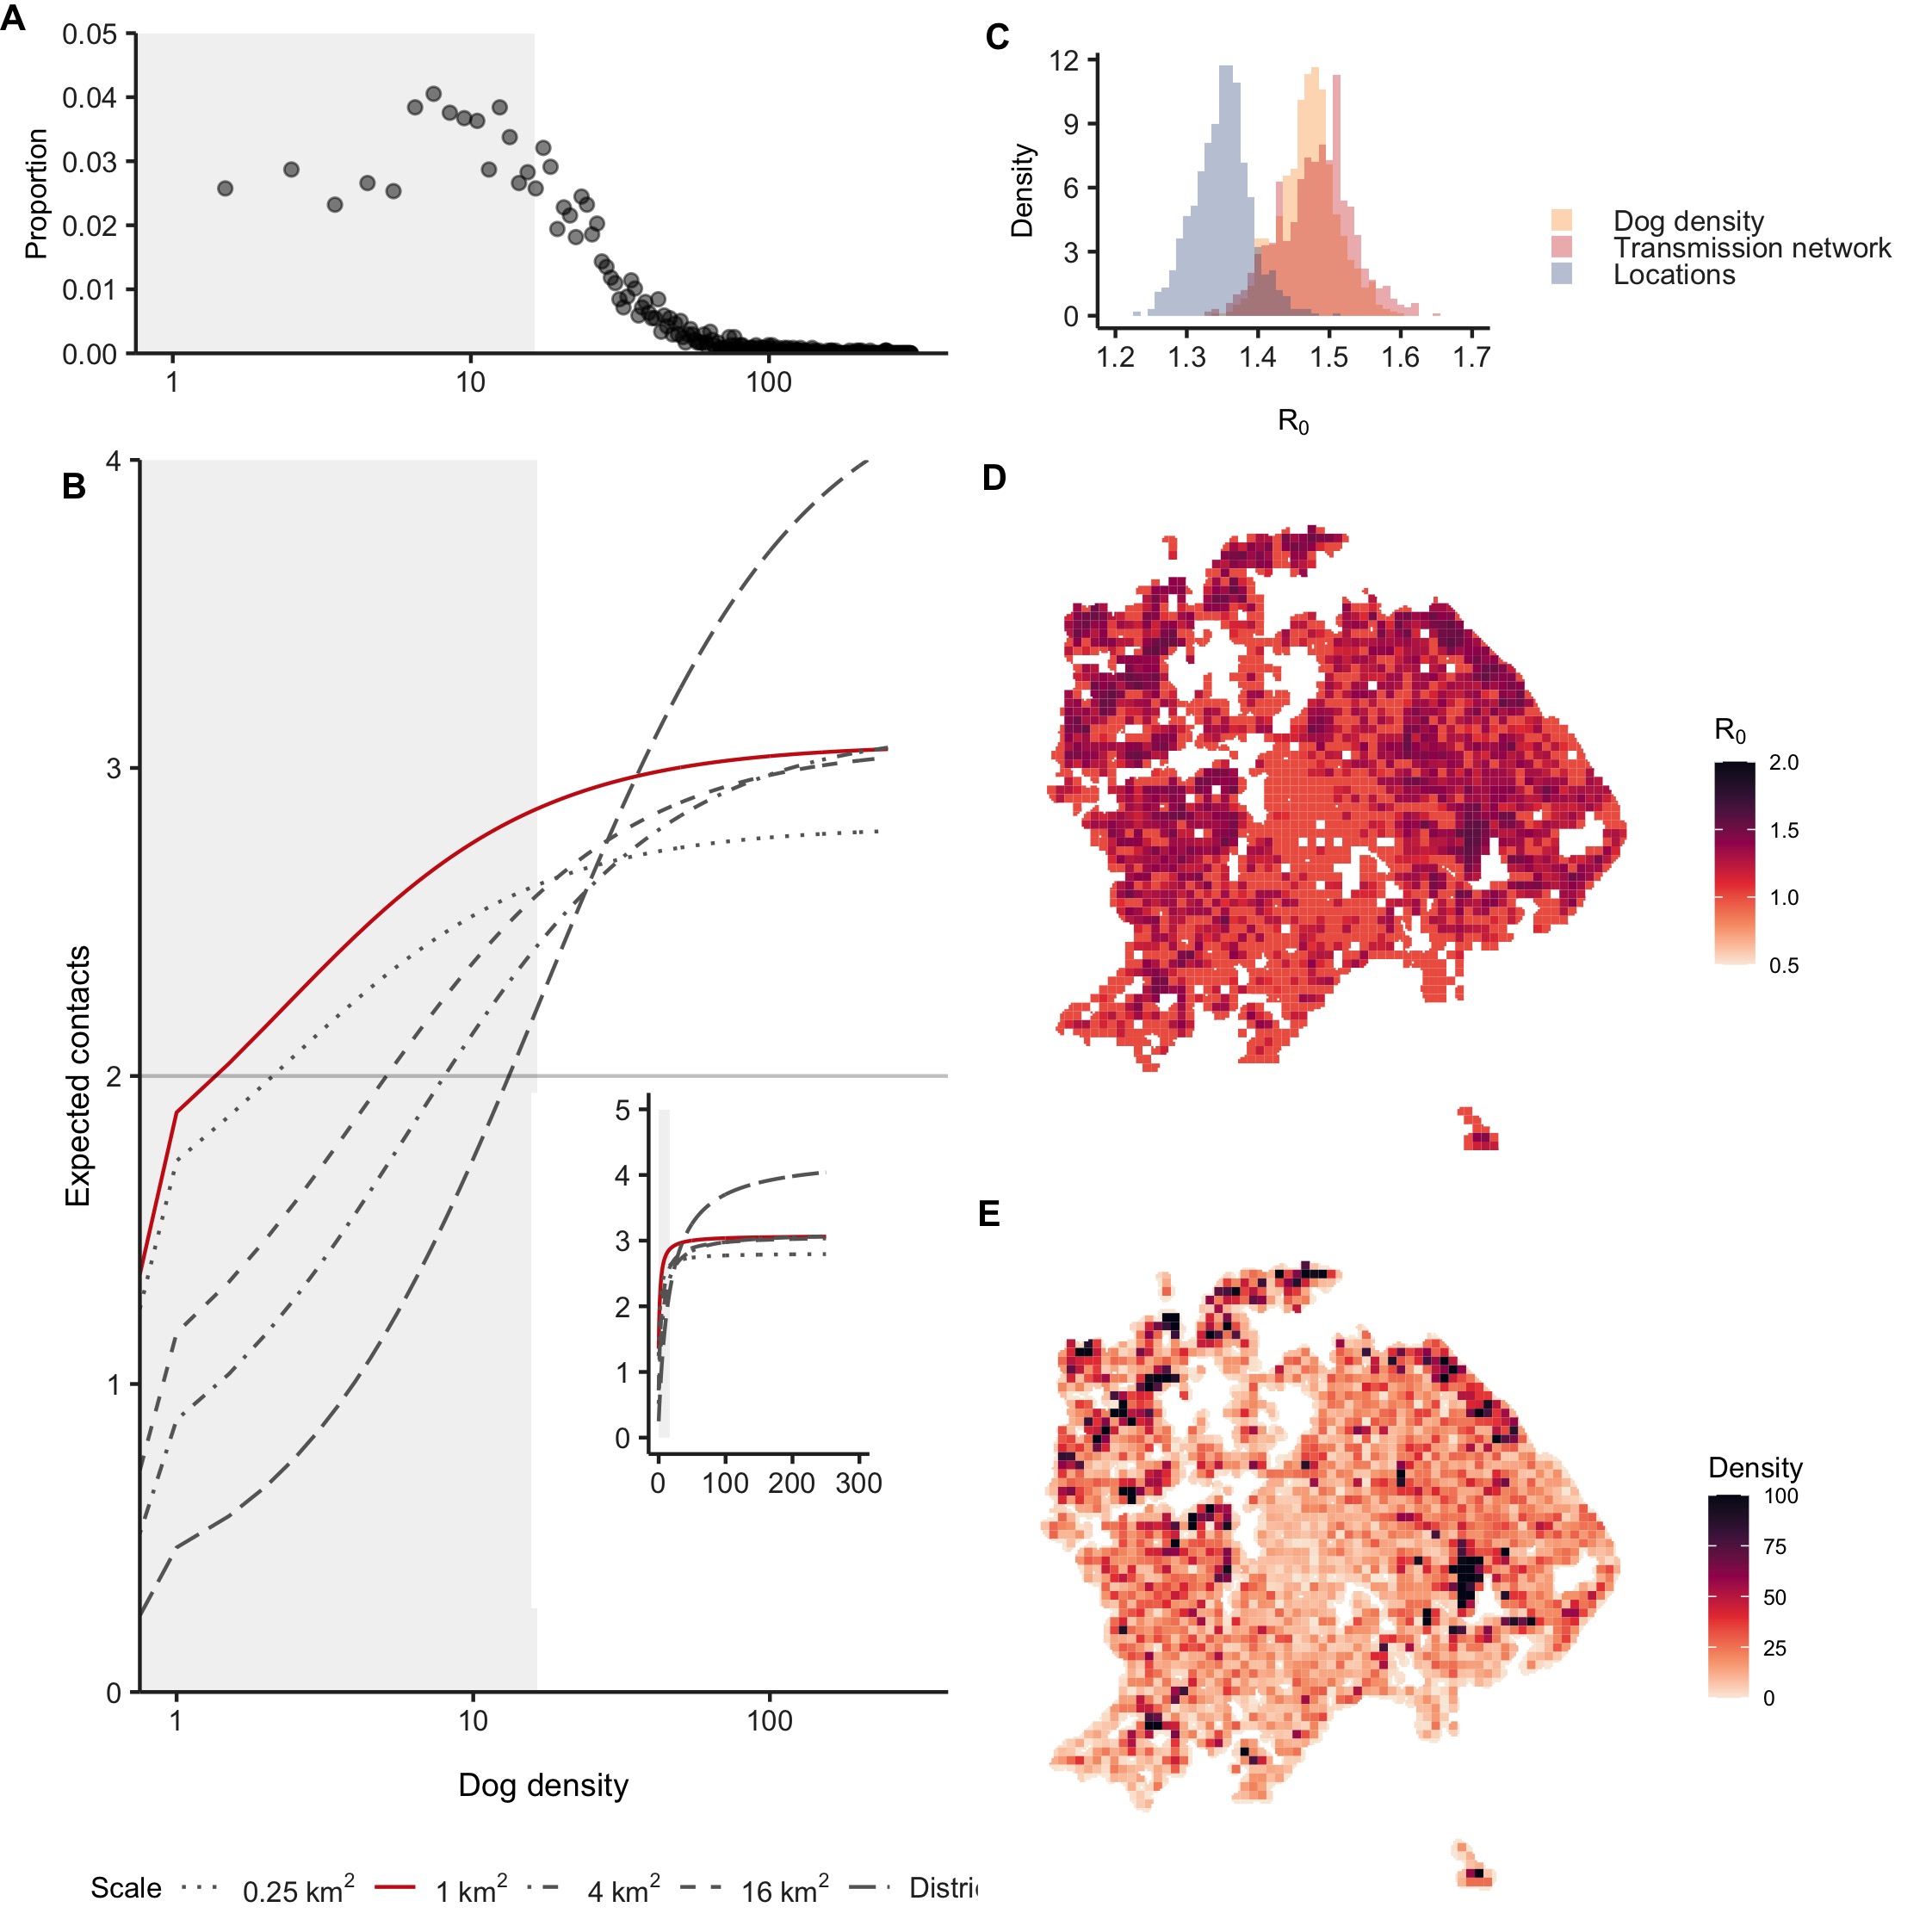 A
0.05
0.04
0.03
0.02
0.01
0.00
Proportion
1 10 100
B
4
3
2
1
0
Expected contacts
1 10 100
Dog density
5
4
3
2
1
0
0 100 200 300
Scale 0.25 km² 1 km² 4 km² 16 km² Distri
C
12
9
6
3
0
Density
1.2 1.3 1.4 1.5 1.6 1.7
R₀
Dog density
Transmission network
Locations
D
R₀
2.0
1.5
1.0
0.5
E
Density
100
75
50
25
0